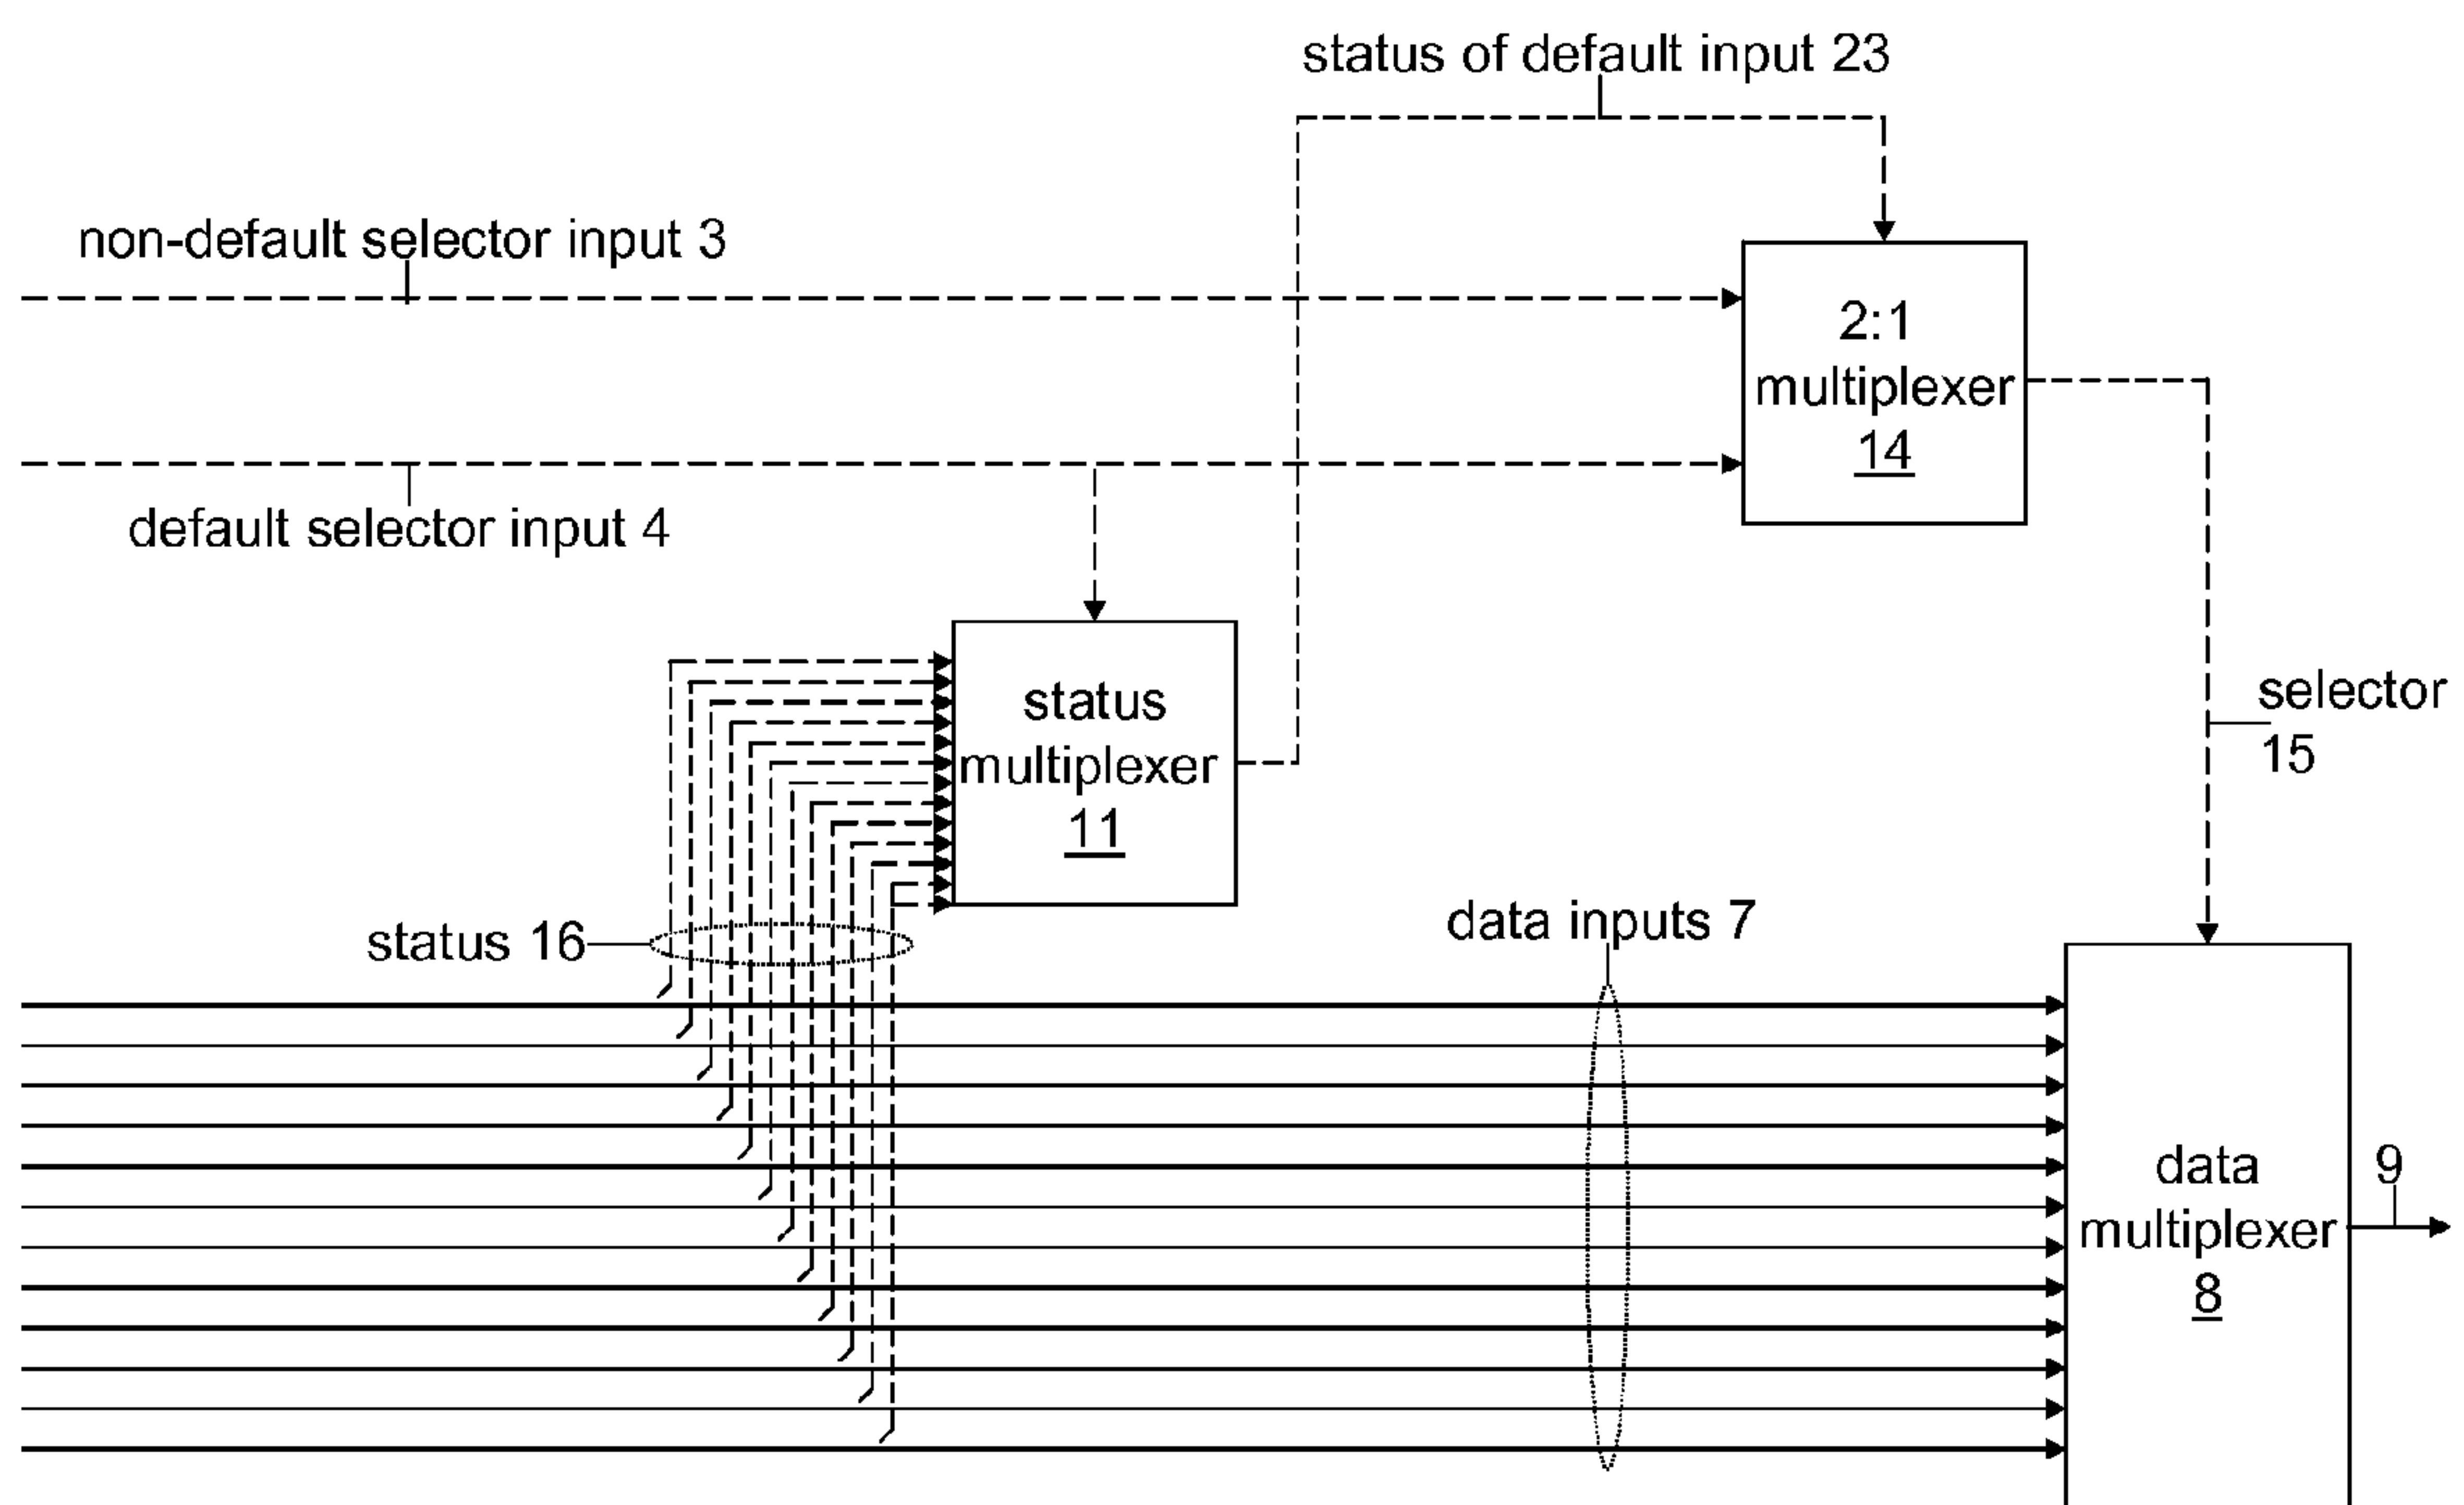 status of default input 23
non-default selector input 3
2:1
multiplexer
14
default selector input 4
status
multiplexer
11
selector
15
status 16
data inputs 7
data
multiplexer
8
9